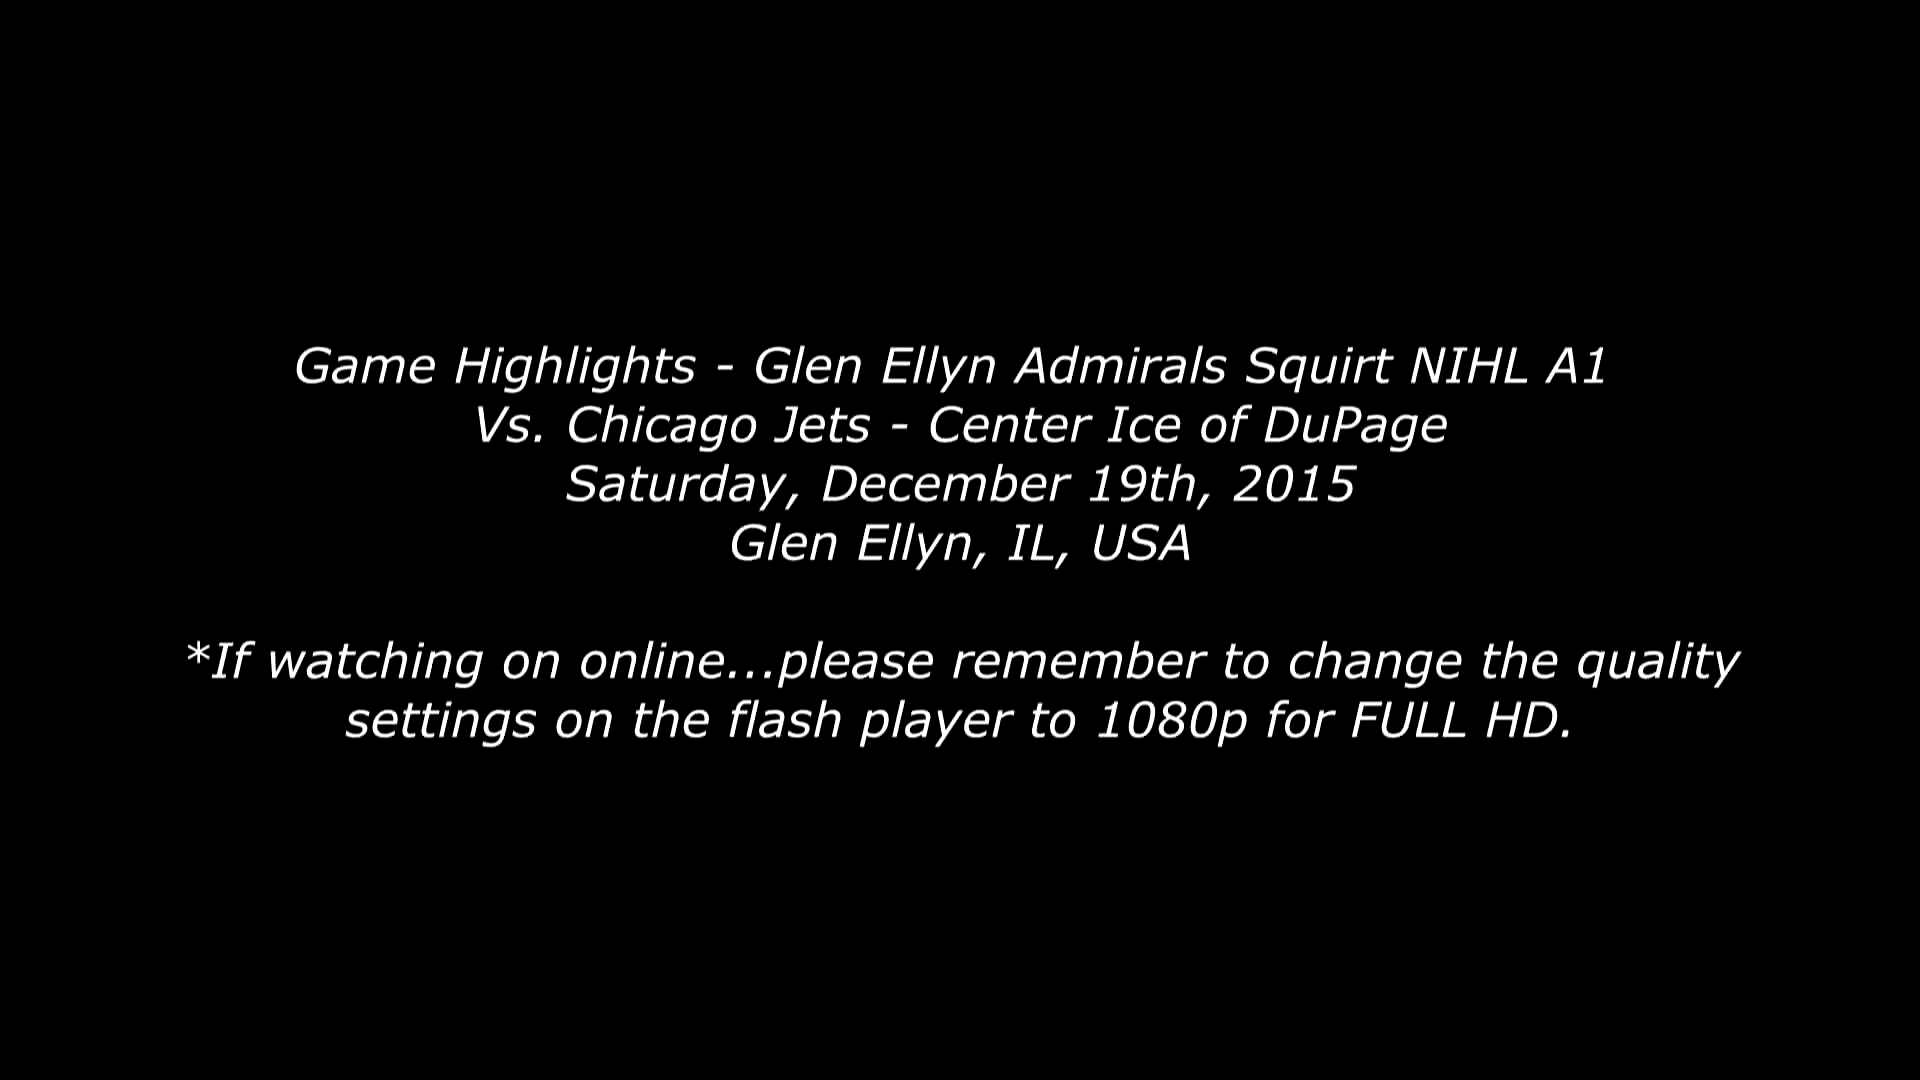 Game Highlights - Glen Ellyn Admirals Squirt NIHL A1
Vs. Chicago Jets - Center Ice of DuPage
Saturday, December 19th, 2015
Glen Ellyn, IL, USA
*If watching on online...please remember to change the quality
settings on the flash player to 1080p for FULL HD.